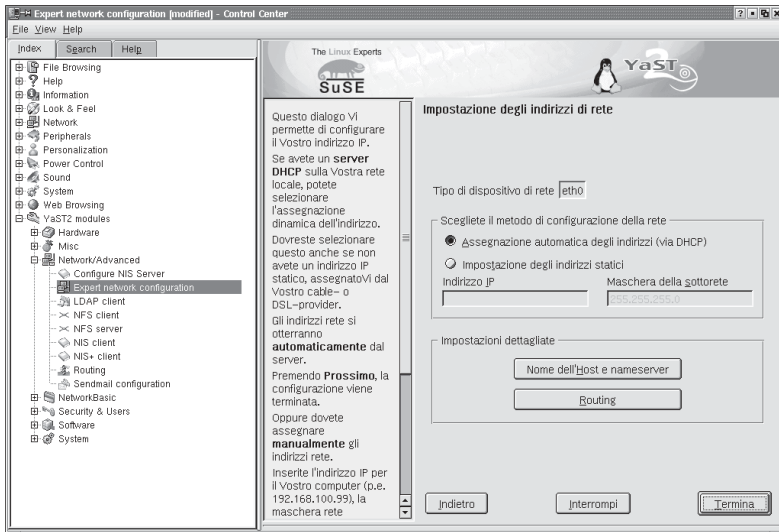 Expert network configuration [modified] - Control Center
File View Help
Index Search Help
File Browsing
Help
Information
Look & Feel
Network
Peripherals
Personalization
Power Control
Sound
System
Web Browsing
YaST2 modules
Hardware
Misc
Network/Advanced
Configure NIS Server
Expert network configuration
LDAP client
NFS client
NFS server
NIS client
NIS+ client
Routing
Sendmail configuration
NetworkBasic
Security & Users
Software
System
The Linux Experts
SuSE
YaST2
Questo dialogo Vi
permette di configurare
il Vostro indirizzo IP.
Se avete un server
DHCP sulla Vostra rete
locale, potete
selezionare
l'assegnazione
dinamica dell'indirizzo.
Dovreste selezionare
questo anche se non
avete un indirizzo IP
statico, assegnatoVi dal
Vostro cable- o
DSL-provider.
Gli indirizzi rete si
otterranno
automaticamente dal
server.
Premendo Prossimo, la
configurazione viene
terminata.
Oppure dovete
assegnare
manualmente gli
indirizzi rete.
Inserite l'indirizzo IP per
il Vostro computer (p.e.
192.168.100.99), la
maschera rete
Impostazione degli indirizzi di rete
Tipo di dispositivo di rete eth0
Scegliete il metodo di configurazione della rete
Assegnazione automatica degli indirizzi (via DHCP)
Impostazione degli indirizzi statici
Indirizzo IP Maschera della sottorete
255.255.255.0
Impostazioni dettagliate
Nome dell'Host e nameserver
Routing
Indietro Interrompi Termina